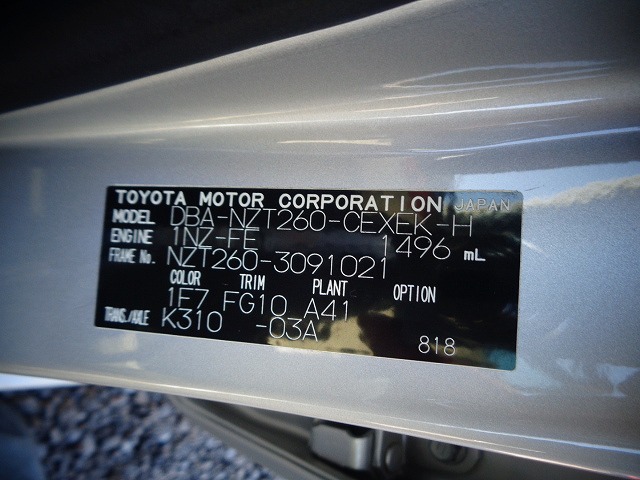 TOYOTA MOTOR CORPORATION JAPAN
MODEL DBA-NZT260-CEXEK-H
ENGINE 1NZ-FE 1496 mL
FRAME No. NZT260-3091021
COLOR TRIM PLANT OPTION
1F7 FG10 A41
TRANS./AXLE K310 -03A
818